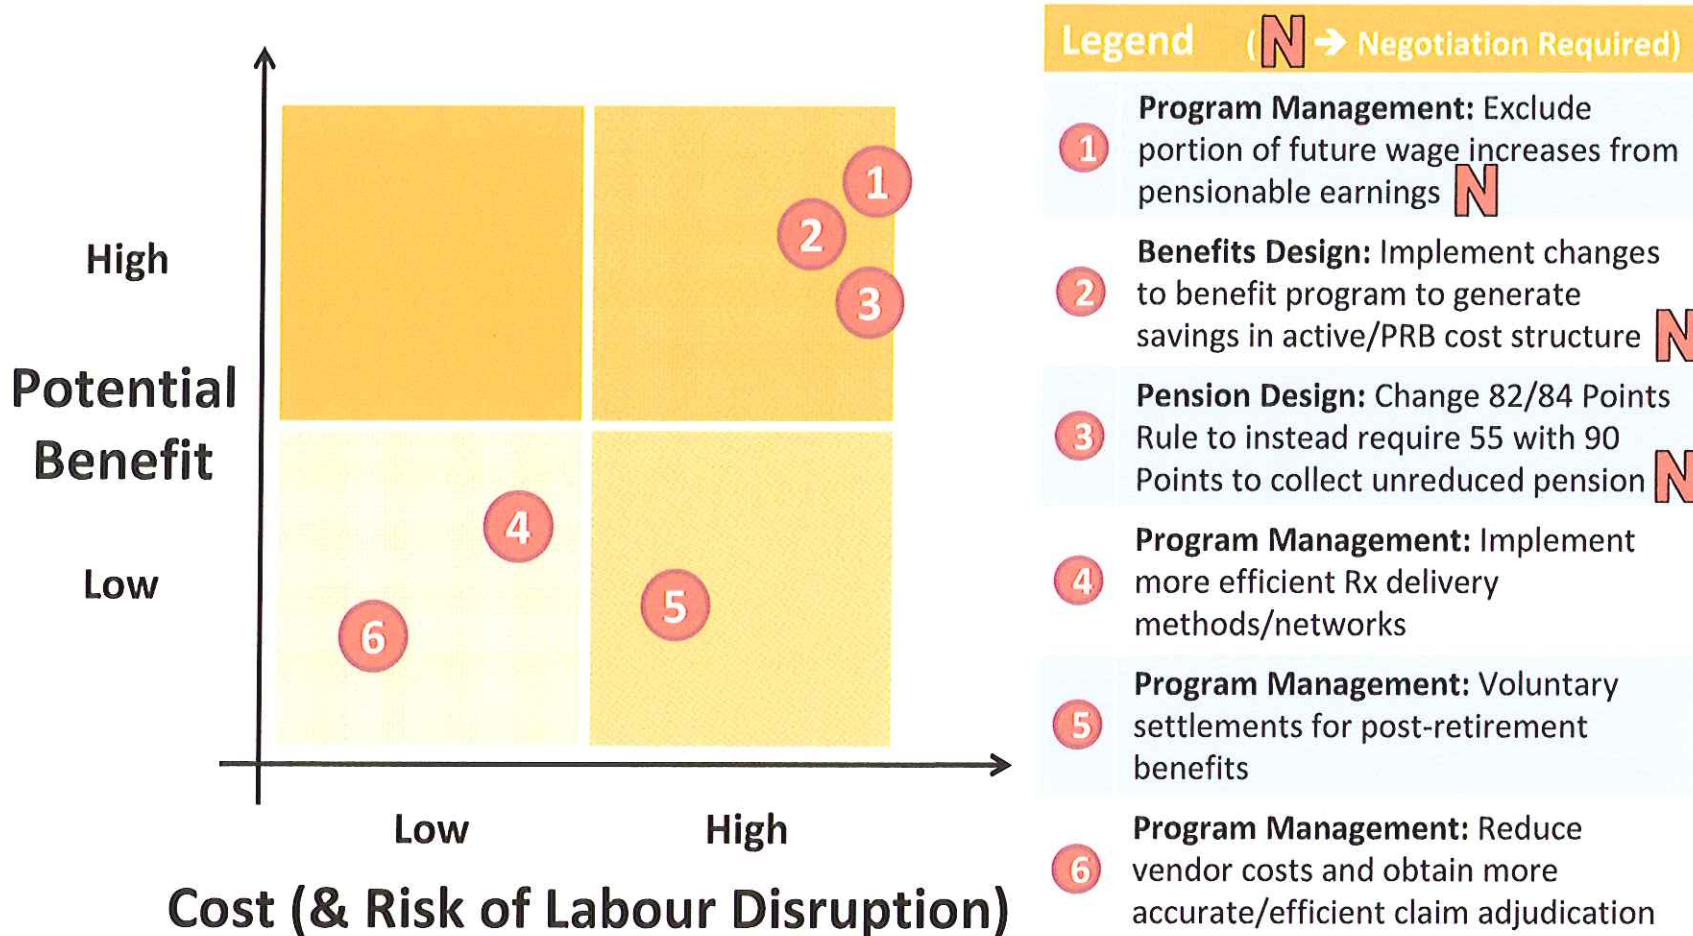 High
Potential
Benefit
Low
Low
High
Cost (& Risk of Labour Disruption)
1
2
3
4
5
6
Legend (N → Negotiation Required)
1
Program Management: Exclude
portion of future wage increases from
pensionable earnings N
2
Benefits Design: Implement changes
to benefit program to generate
savings in active/PRB cost structure N
3
Pension Design: Change 82/84 Points
Rule to instead require 55 with 90
Points to collect unreduced pension N
4
Program Management: Implement
more efficient Rx delivery
methods/networks
5
Program Management: Voluntary
settlements for post-retirement
benefits
6
Program Management: Reduce
vendor costs and obtain more
accurate/efficient claim adjudication